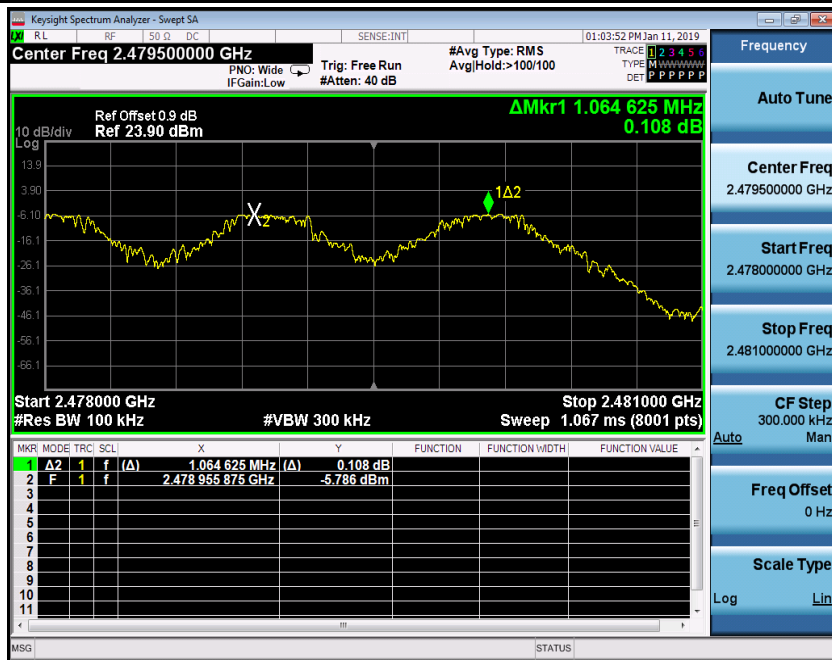 Keysight Spectrum Analyzer - Swept SA
LXI RL RF 50 Ω DC SENSE:INT 01:03:52 PM Jan 11, 2019
Center Freq 2.479500000 GHz
#Avg Type: RMS
TRACE 1 2 3 4 5 6
PNO: Wide
Trig: Free Run
Avg|Hold:>100/100
TYPE M W W W W W
IFGain:Low
#Atten: 40 dB
DET P P P P P P
ΔMkr1 1.064 625 MHz
0.108 dB
Ref Offset 0.9 dB
10 dB/div Ref 23.90 dBm
Log
13.9
3.90
-6.10
-16.1
-26.1
-36.1
-46.1
-56.1
-66.1
X2
1Δ2
Start 2.478000 GHz Stop 2.481000 GHz
#Res BW 100 kHz #VBW 300 kHz Sweep 1.067 ms (8001 pts)
MKR MODE TRC SCL X Y FUNCTION FUNCTION WIDTH FUNCTION VALUE
1 Δ2 1 f (Δ) 1.064 625 MHz (Δ) 0.108 dB
2 F 1 f 2.478 955 875 GHz -5.786 dBm
3
4
5
6
7
8
9
10
11
MSG STATUS
Frequency
Auto Tune
Center Freq
2.479500000 GHz
Start Freq
2.478000000 GHz
Stop Freq
2.481000000 GHz
CF Step
300.000 kHz
Auto Man
Freq Offset
0 Hz
Scale Type
Log Lin